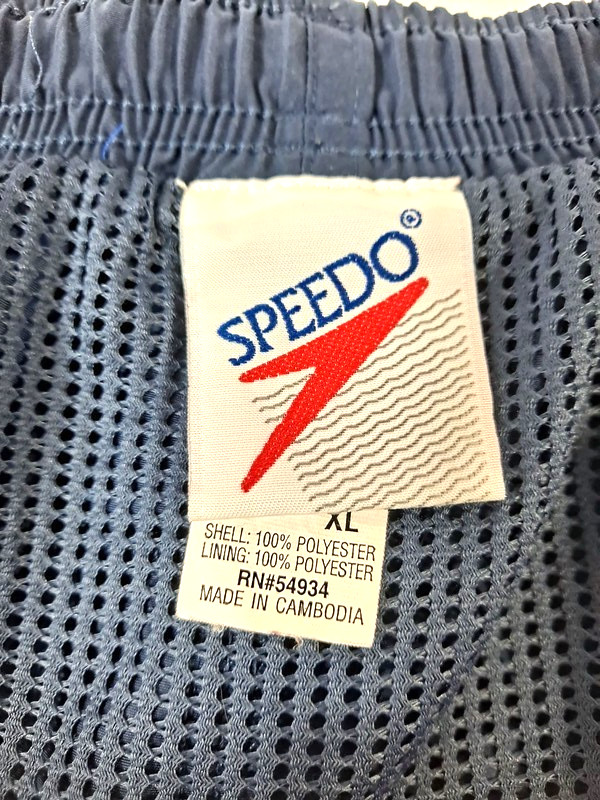 SPEEDO®
XL
SHELL: 100% POLYESTER
LINING: 100% POLYESTER
RN#54934
MADE IN CAMBODIA